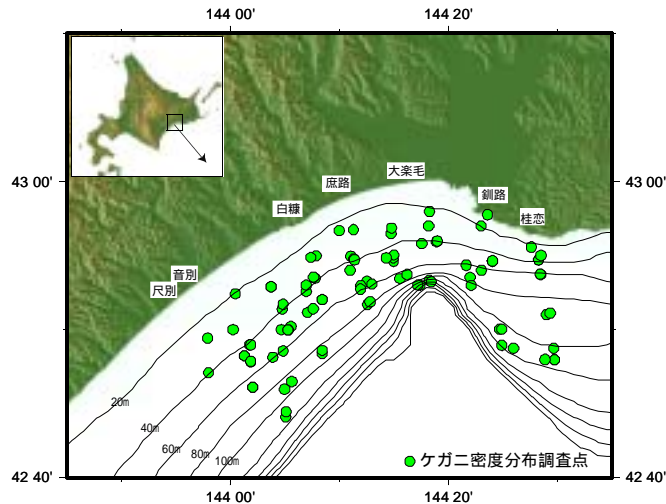 144 00' 144 20'
43 00' 43 00'
大楽毛
庶路
釧路
白糠
桂恋
音別
尺別
20m
40m
60m
80m
100m
ケガニ密度分布調査点
42 40' 42 40'
144 00' 144 20'